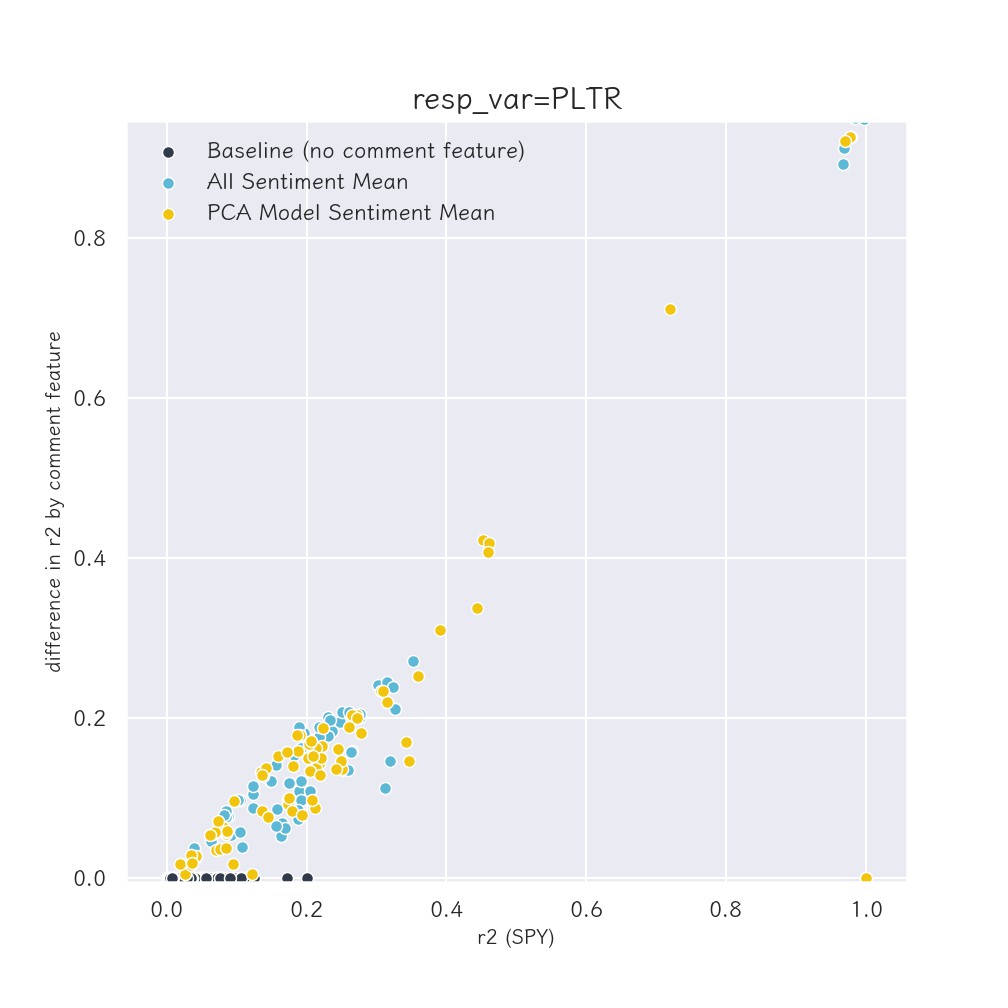 resp_var=PLTR
Baseline (no comment feature)
All Sentiment Mean
PCA Model Sentiment Mean
difference in r2 by comment feature
0.8
0.6
0.4
0.2
0.0
0.0 0.2 0.4 0.6 0.8 1.0
r2 (SPY)